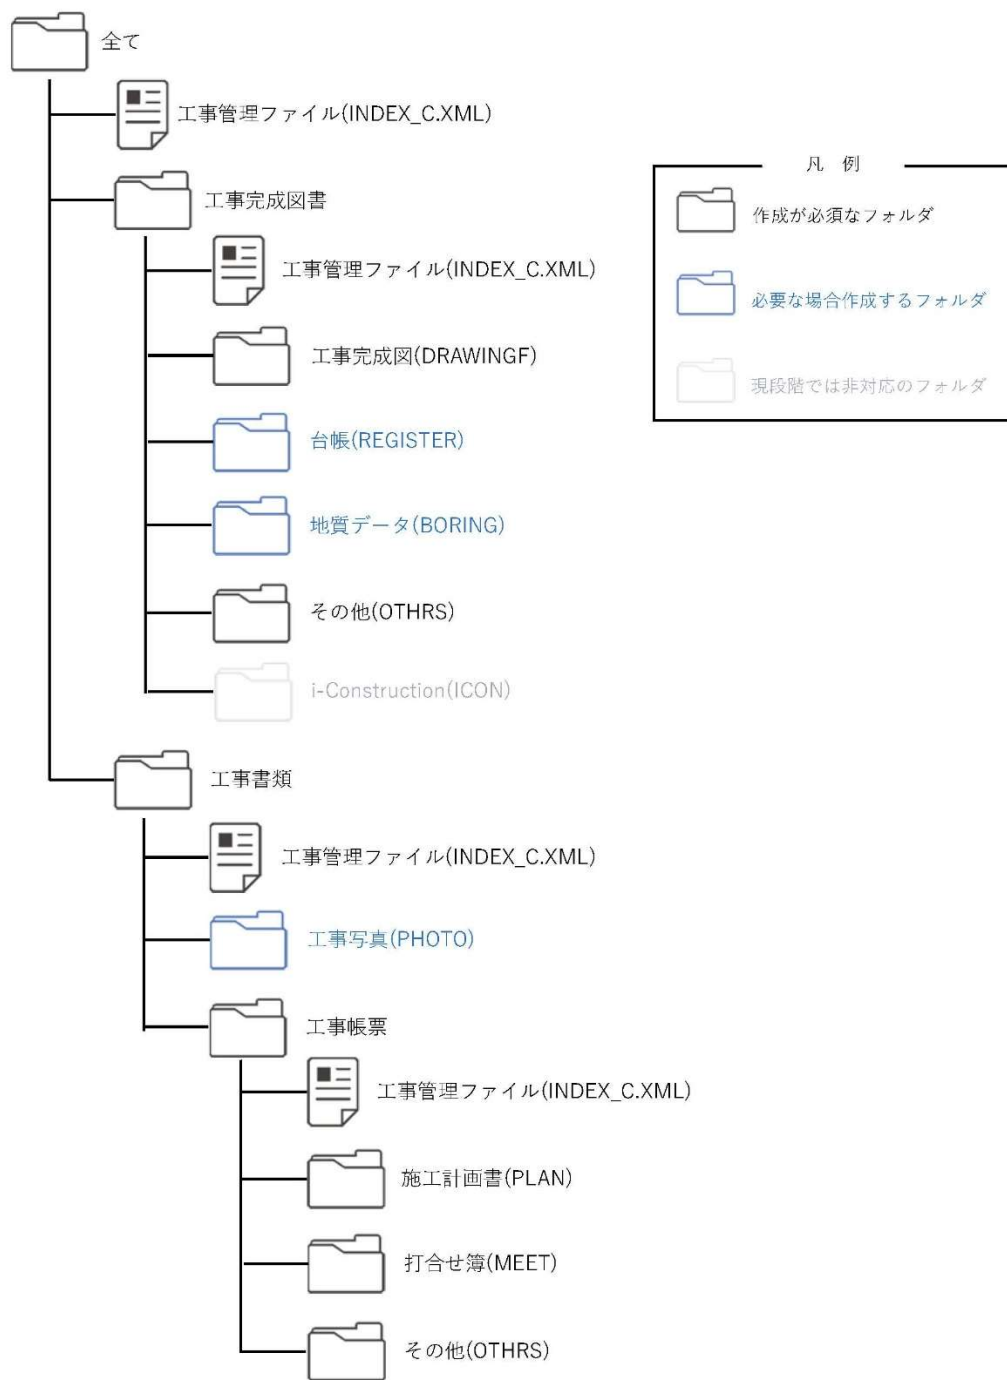 全て
工事管理ファイル(INDEX_C.XML)
工事完成図書
工事管理ファイル(INDEX_C.XML)
工事完成図(DRAWINGF)
台帳(REGISTER)
地質データ(BORING)
その他(OTHRS)
i-Construction(ICON)
工事書類
工事管理ファイル(INDEX_C.XML)
工事写真(PHOTO)
工事帳票
工事管理ファイル(INDEX_C.XML)
施工計画書(PLAN)
打合せ簿(MEET)
その他(OTHRS)
凡 例
作成が必須なフォルダ
必要な場合作成するフォルダ
現段階では非対応のフォルダ